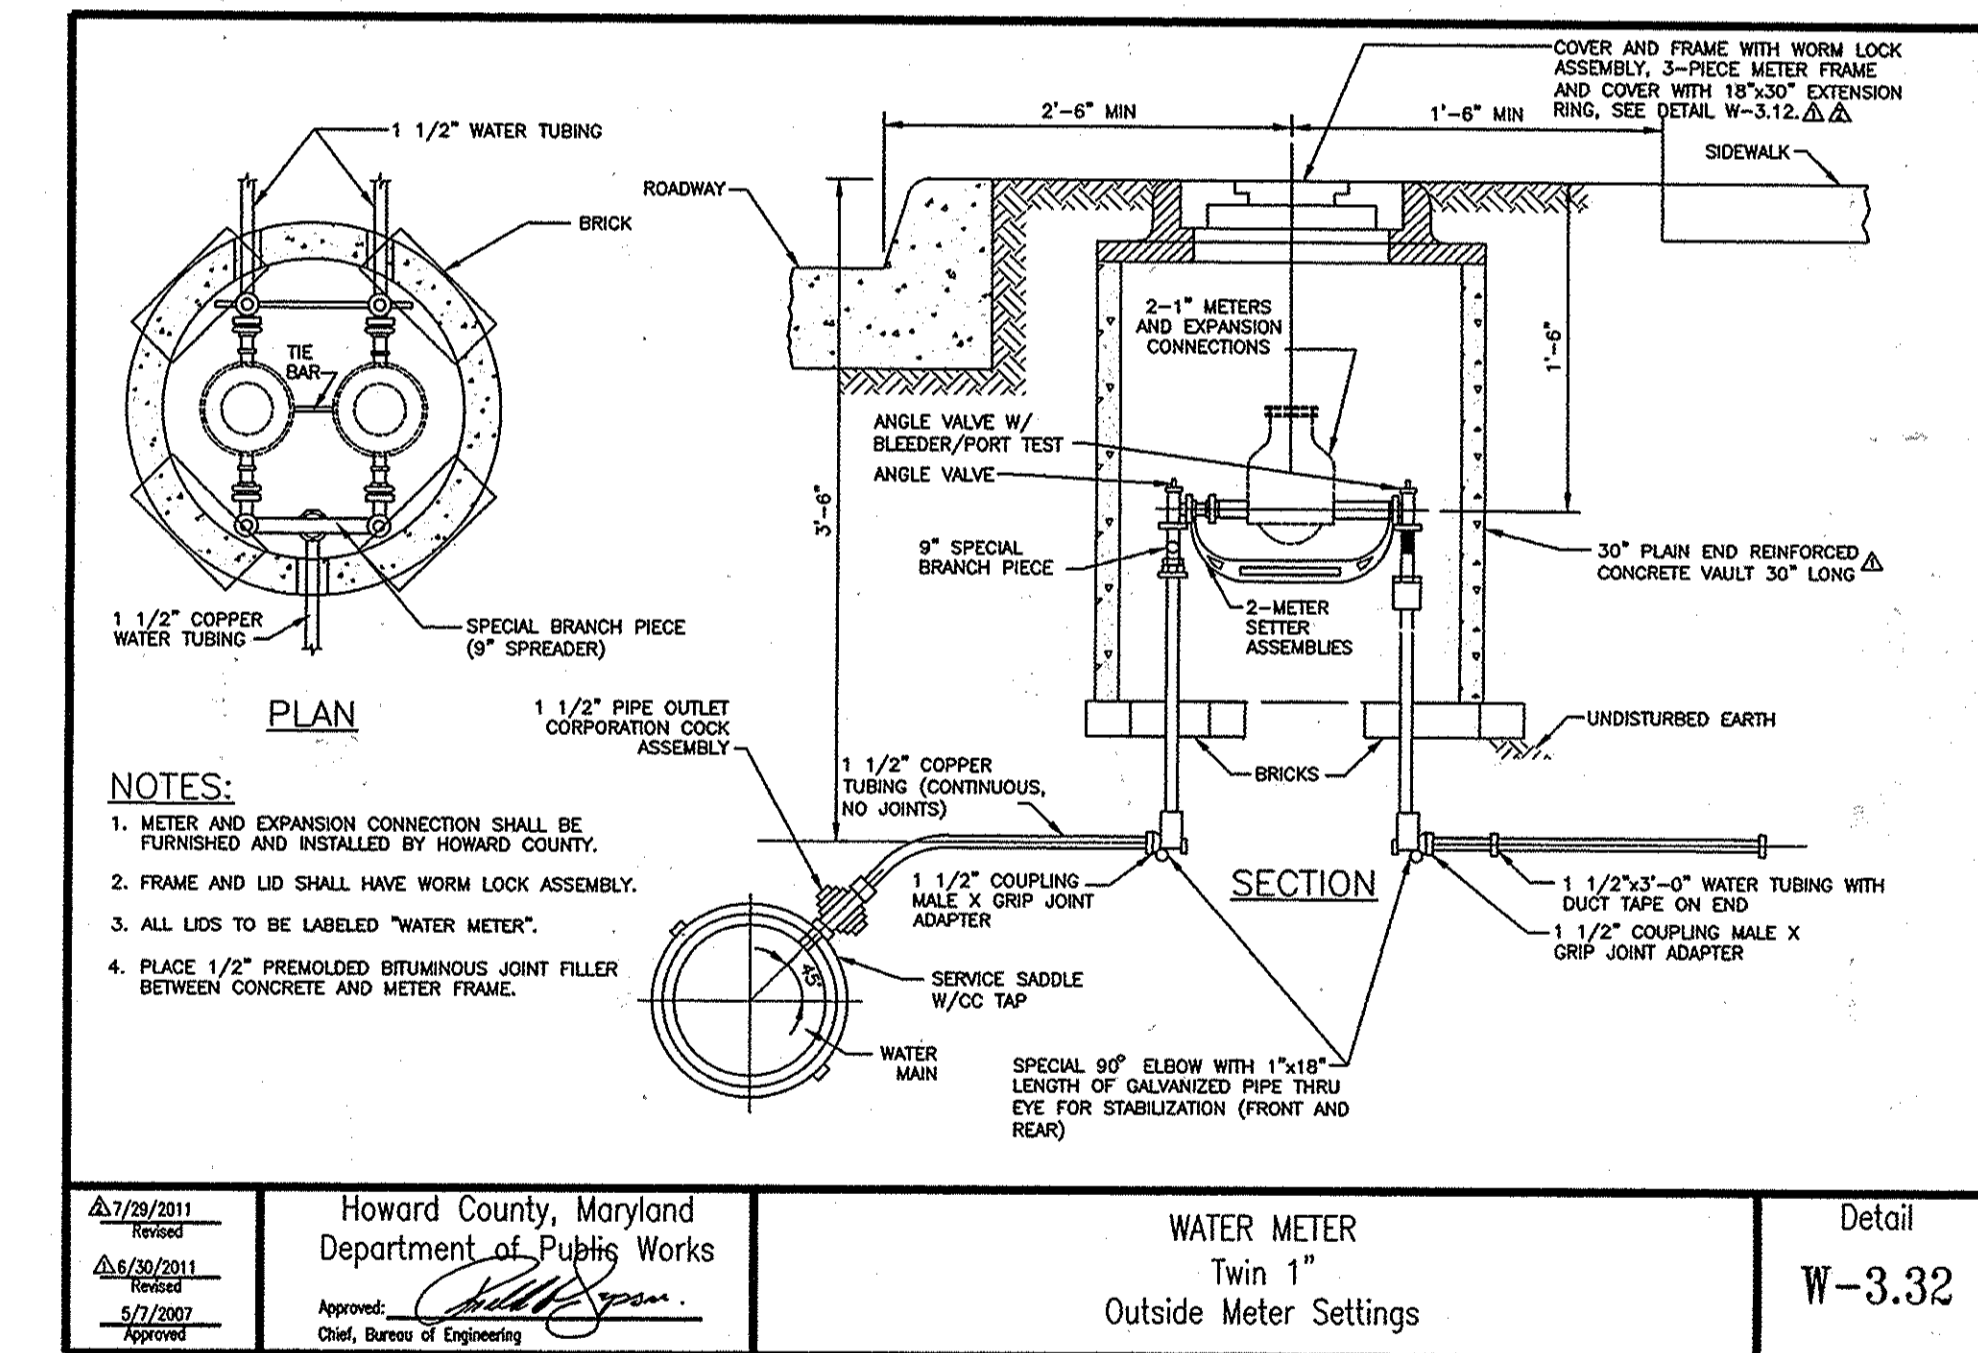 COVER AND FRAME WITH WORM LOCK
ASSEMBLY, 3-PIECE METER FRAME
AND COVER WITH 18"x30" EXTENSION
RING, SEE DETAIL W-3.12. △1 △2
2'-6" MIN
1'-6" MIN
SIDEWALK
ROADWAY
1 1/2" WATER TUBING
BRICK
TIE
BAR
1 1/2" COPPER
WATER TUBING
SPECIAL BRANCH PIECE
(9" SPREADER)
PLAN
2-1" METERS
AND EXPANSION
CONNECTIONS
1'-6"
3'-6"
ANGLE VALVE W/
BLEEDER/PORT TEST
ANGLE VALVE
9" SPECIAL
BRANCH PIECE
2-METER
SETTER
ASSEMBLIES
30" PLAIN END REINFORCED △1
CONCRETE VAULT 30" LONG
UNDISTURBED EARTH
BRICKS
1 1/2" PIPE OUTLET
CORPORATION COCK
ASSEMBLY
1 1/2" COPPER
TUBING (CONTINUOUS,
NO JOINTS)
1 1/2" COUPLING
MALE X GRIP JOINT
ADAPTER
SECTION
1 1/2"x3'-0" WATER TUBING WITH
DUCT TAPE ON END
1 1/2" COUPLING MALE X
GRIP JOINT ADAPTER
45°
SERVICE SADDLE
W/CC TAP
WATER
MAIN
SPECIAL 90° ELBOW WITH 1"x18"
LENGTH OF GALVANIZED PIPE THRU
EYE FOR STABILIZATION (FRONT AND
REAR)
NOTES:
1. METER AND EXPANSION CONNECTION SHALL BE
FURNISHED AND INSTALLED BY HOWARD COUNTY.
2. FRAME AND LID SHALL HAVE WORM LOCK ASSEMBLY.
3. ALL LIDS TO BE LABELED "WATER METER".
4. PLACE 1/2" PREMOLDED BITUMINOUS JOINT FILLER
BETWEEN CONCRETE AND METER FRAME.
△2 7/29/2011
Revised
△1 6/30/2011
Revised
5/7/2007
Approved
Howard County, Maryland
Department of Public Works
Approved:
Chief, Bureau of Engineering
WATER METER
Twin 1"
Outside Meter Settings
Detail
W-3.32